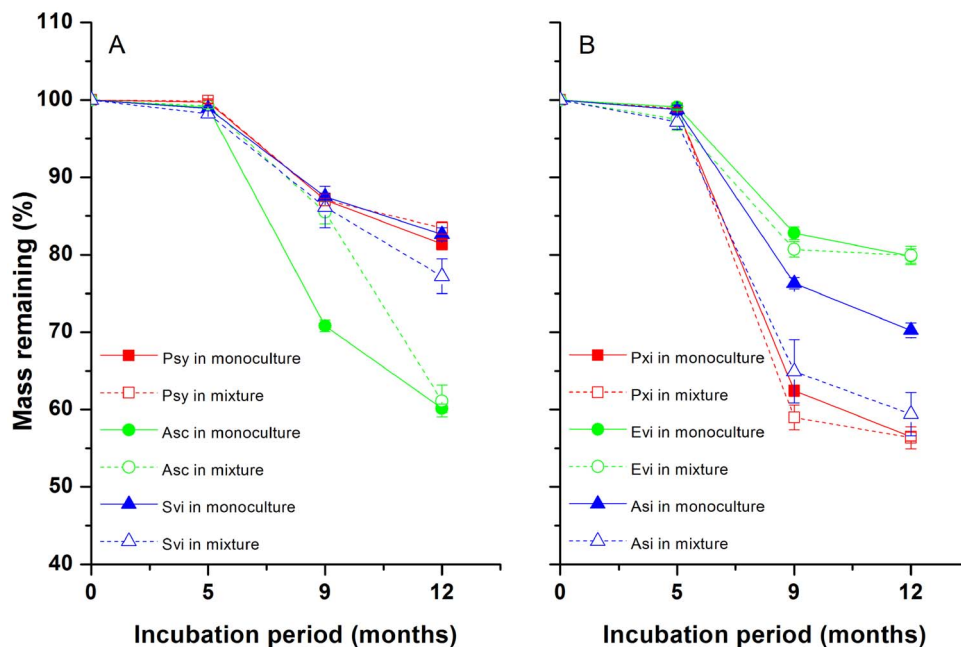 A
B
Mass remaining (%)
110
100
90
80
70
60
50
40
Psy in monoculture
Psy in mixture
Asc in monoculture
Asc in mixture
Svi in monoculture
Svi in mixture
0 5 9 12
Incubation period (months)
Pxi in monoculture
Pxi in mixture
Evi in monoculture
Evi in mixture
Asi in monoculture
Asi in mixture
0 5 9 12
Incubation period (months)